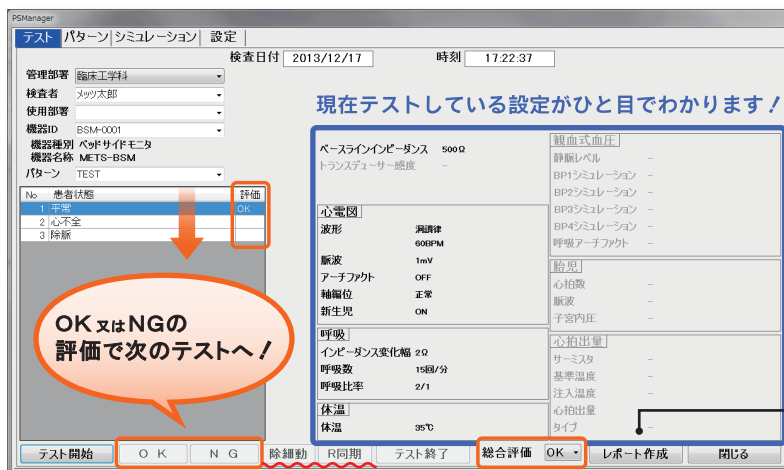 PSManager
テスト パターン シミュレーション 設定
検査日付 2013/12/17 時刻 17:22:37
管理部署 臨床工学科
検査者 メッツ太郎
使用部署
機器ID BSM-0001
機器種別 ベッドサイドモニタ
機器名称 METS-BSM
パターン TEST
No 患者状態 評価
1 平常 OK
2 心不全
3 除脈
OK又はNGの
評価で次のテストへ!
現在テストしている設定がひと目でわかります!
ベースラインインピーダンス 500Ω
トランスデューサー感度 -
心電図
波形 洞調律
60BPM
脈波 1mV
アーチファクト OFF
軸偏位 正常
新生児 ON
呼吸
インピーダンス変化幅 2Ω
呼吸数 15回/分
呼吸比率 2/1
体温
体温 35℃
観血式血圧
静脈レベル -
BP1シミュレーション -
BP2シミュレーション -
BP3シミュレーション -
BP4シミュレーション -
呼吸アーチファクト -
胎児
心拍数 -
脈波 -
子宮内圧 -
心拍出量
サーミスタ -
基準温度 -
注入温度 -
心拍出量 -
タイプ -
テスト開始 OK NG 除細動 R同期 テスト終了 総合評価 OK レポート作成 閉じる